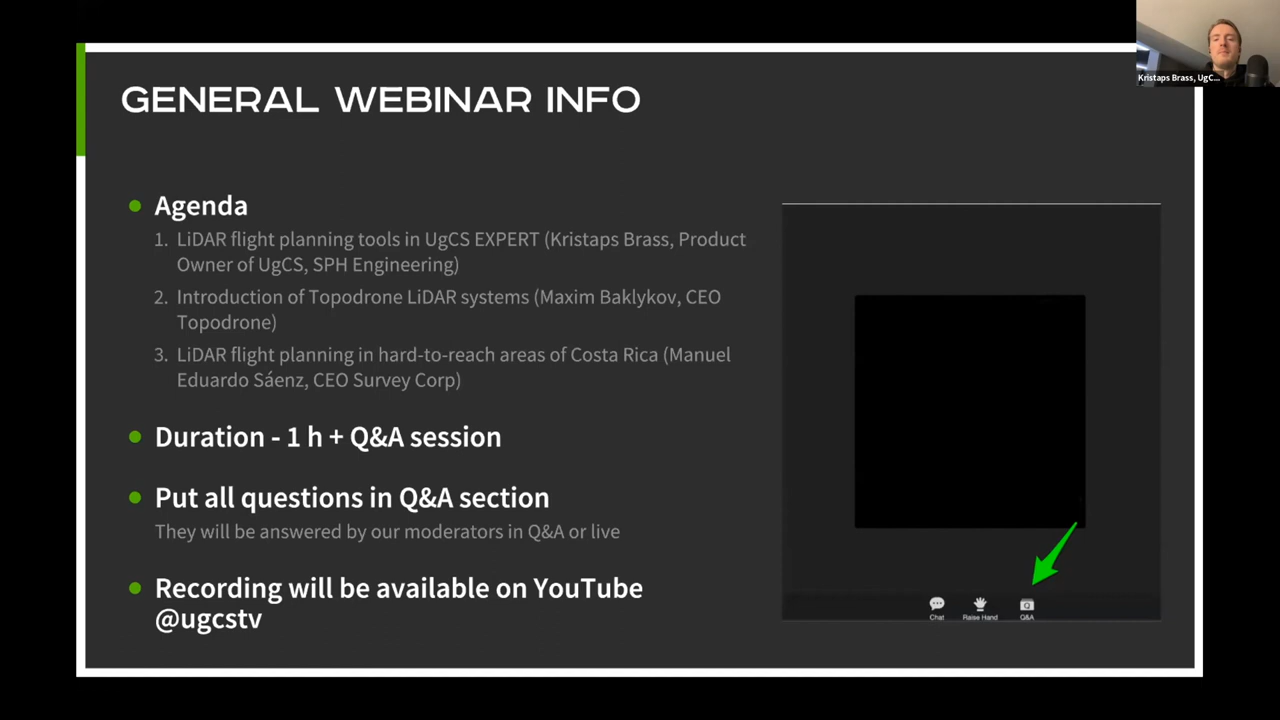 Kristaps Brass, UgC...
GENERAL WEBINAR INFO
Agenda
1. LiDAR flight planning tools in UgCS EXPERT (Kristaps Brass, Product
Owner of UgCS, SPH Engineering)
2. Introduction of Topodrone LiDAR systems (Maxim Baklykov, CEO
Topodrone)
3. LiDAR flight planning in hard-to-reach areas of Costa Rica (Manuel
Eduardo Sáenz, CEO Survey Corp)
Duration - 1 h + Q&A session
Put all questions in Q&A section
They will be answered by our moderators in Q&A or live
Recording will be available on YouTube
@ugcstv
Chat
Raise Hand
Q&A